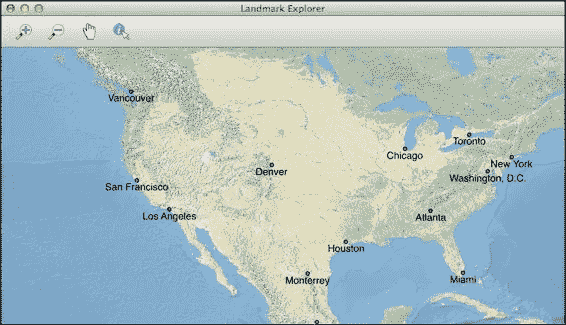 Landmark Explorer
Vancouver
Toronto
Chicago
New York
Denver
Washington, D.C.
San Francisco
Los Angeles
Atlanta
Houston
Monterrey
Miami